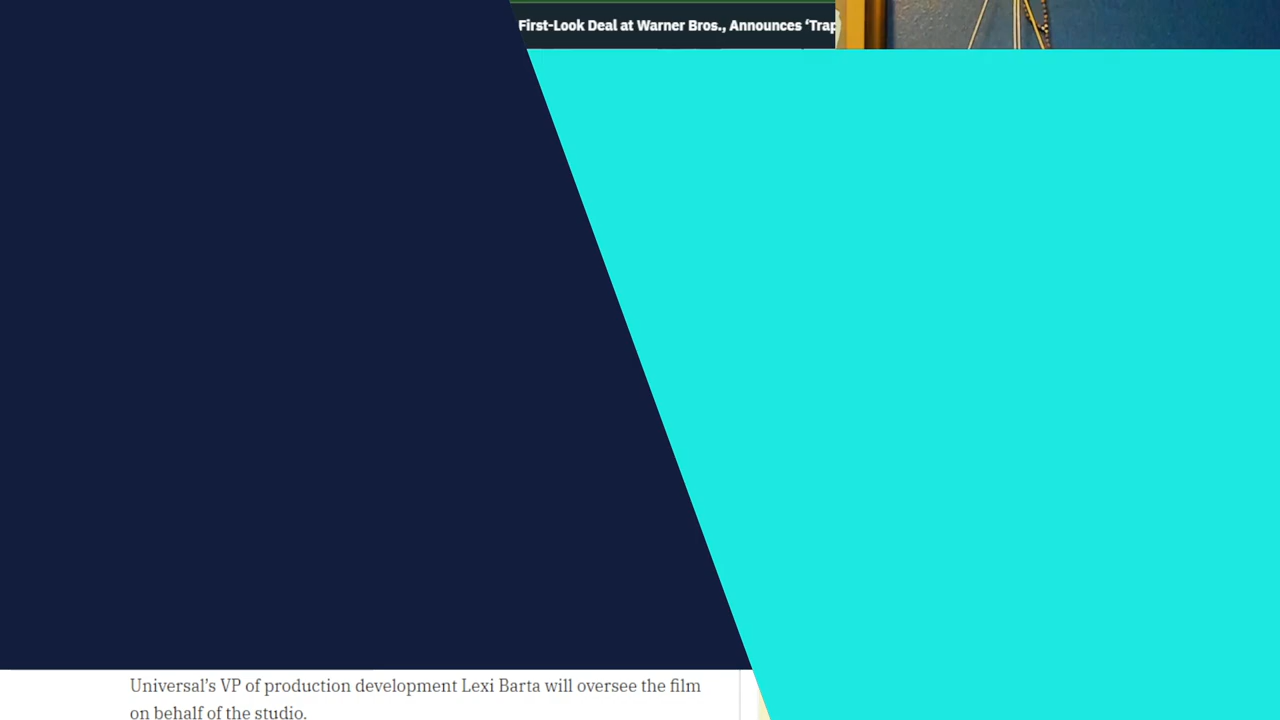 First-Look Deal at Warner Bros., Announces ‘Trap
Universal’s VP of production development Lexi Barta will oversee the film
on behalf of the studio.